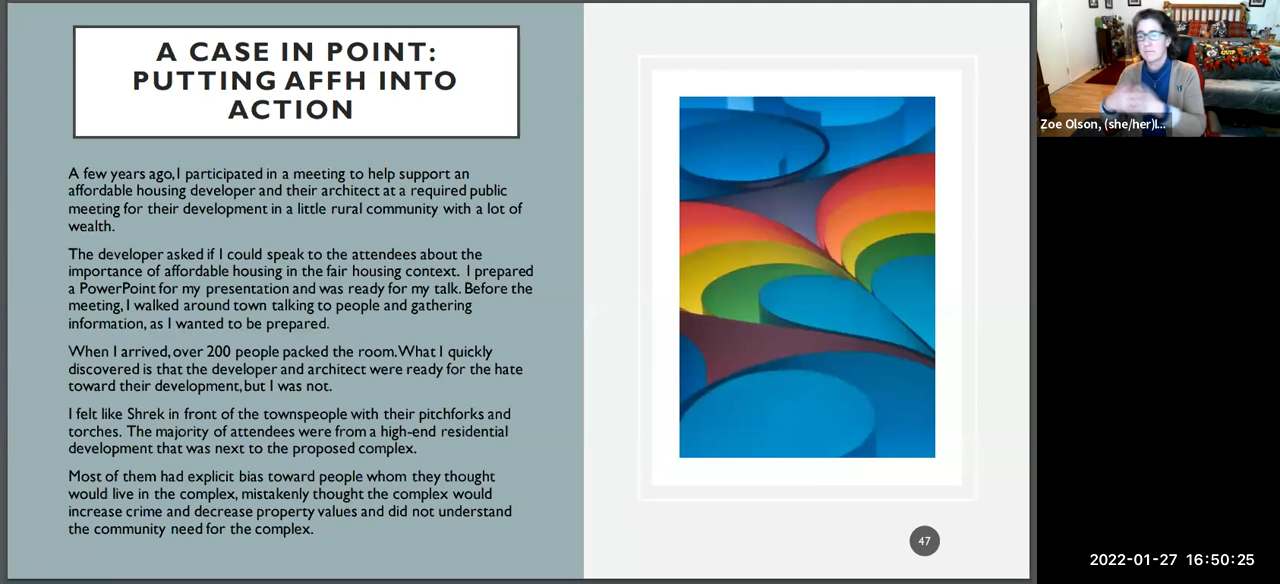 A CASE IN POINT:
PUTTING AFFH INTO
ACTION
A few years ago, I participated in a meeting to help support an
affordable housing developer and their architect at a required public
meeting for their development in a little rural community with a lot of
wealth.
The developer asked if I could speak to the attendees about the
importance of affordable housing in the fair housing context. I prepared
a PowerPoint for my presentation and was ready for my talk. Before the
meeting, I walked around town talking to people and gathering
information, as I wanted to be prepared.
When I arrived, over 200 people packed the room. What I quickly
discovered is that the developer and architect were ready for the hate
toward their development, but I was not.
I felt like Shrek in front of the townspeople with their pitchforks and
torches. The majority of attendees were from a high-end residential
development that was next to the proposed complex.
Most of them had explicit bias toward people whom they thought
would live in the complex, mistakenly thought the complex would
increase crime and decrease property values and did not understand
the community need for the complex.
47
Zoe Olson, (she/her)I...
2022-01-27 16:50:25